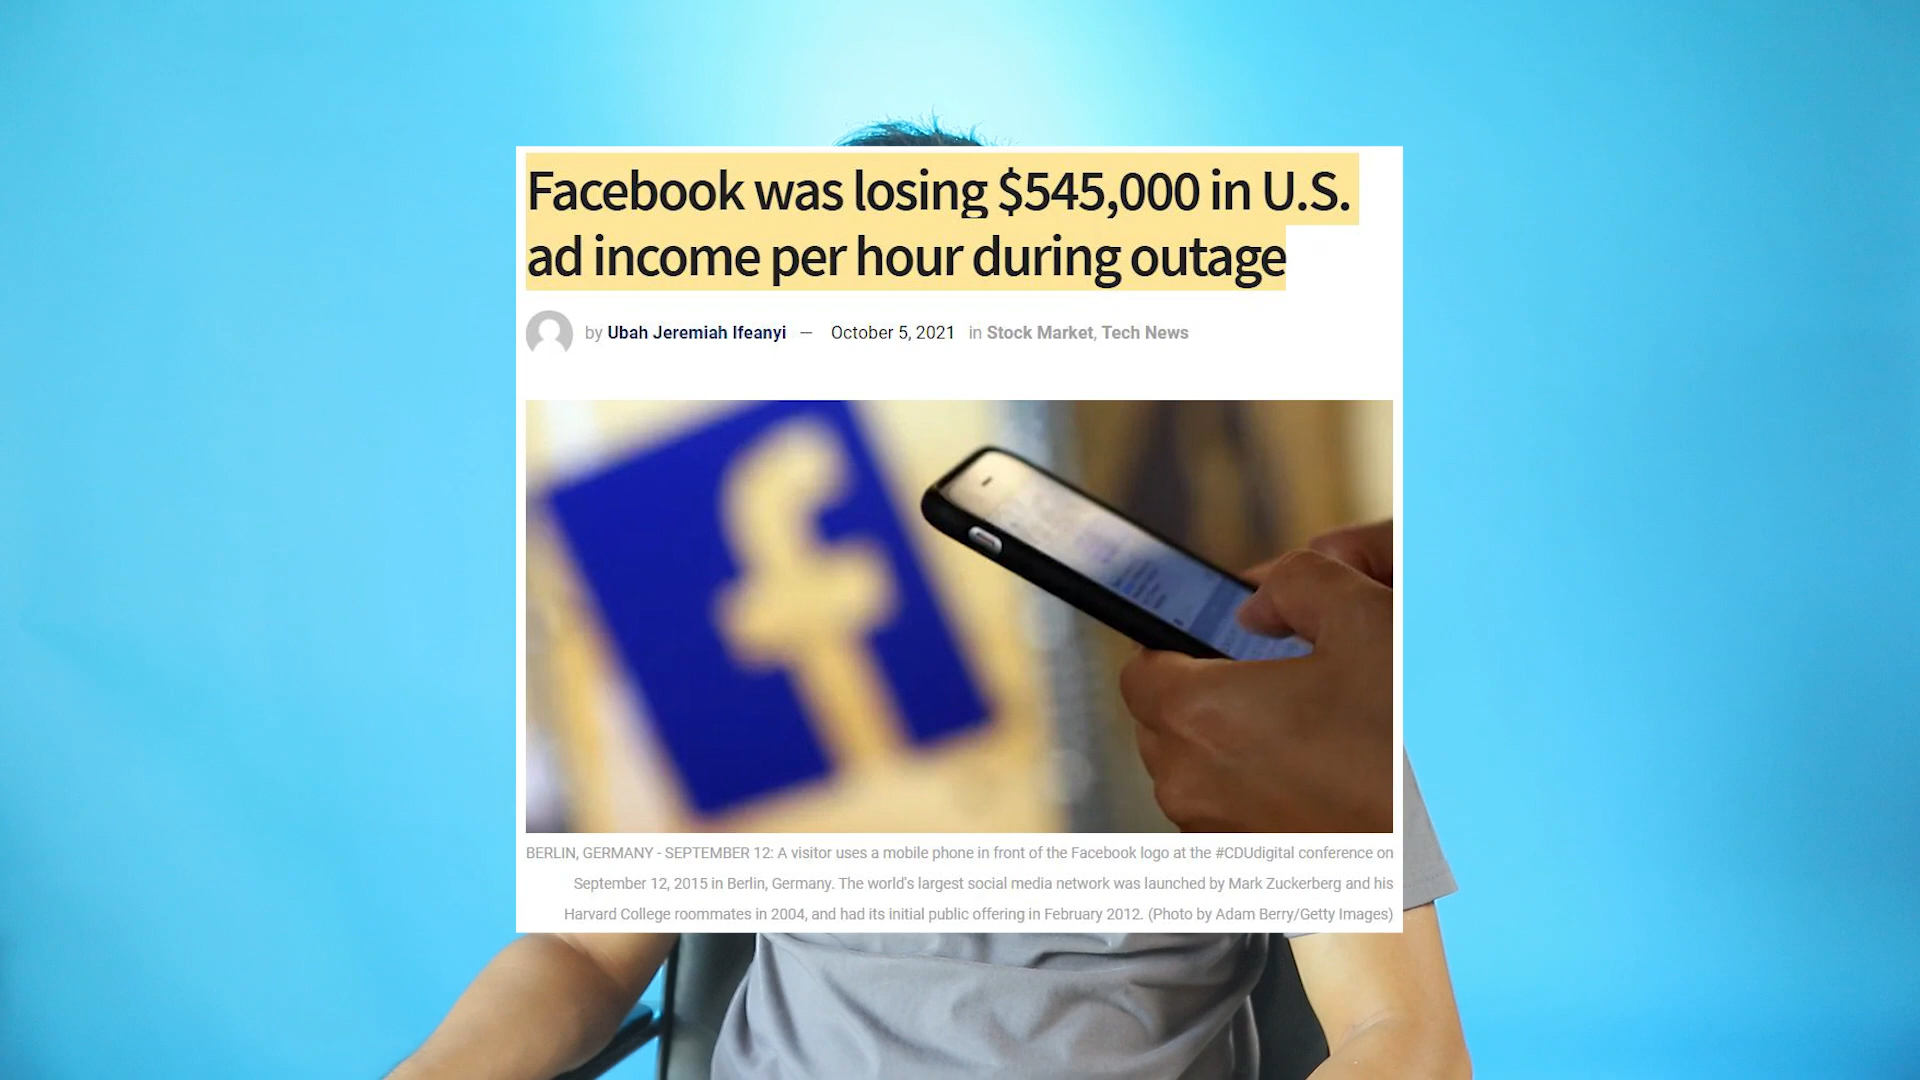 Facebook was losing $545,000 in U.S.
ad income per hour during outage
by Ubah Jeremiah Ifeanyi — October 5, 2021 in Stock Market, Tech News
BERLIN, GERMANY - SEPTEMBER 12: A visitor uses a mobile phone in front of the Facebook logo at the #CDUdigital conference on
September 12, 2015 in Berlin, Germany. The world's largest social media network was launched by Mark Zuckerberg and his
Harvard College roommates in 2004, and had its initial public offering in February 2012. (Photo by Adam Berry/Getty Images)